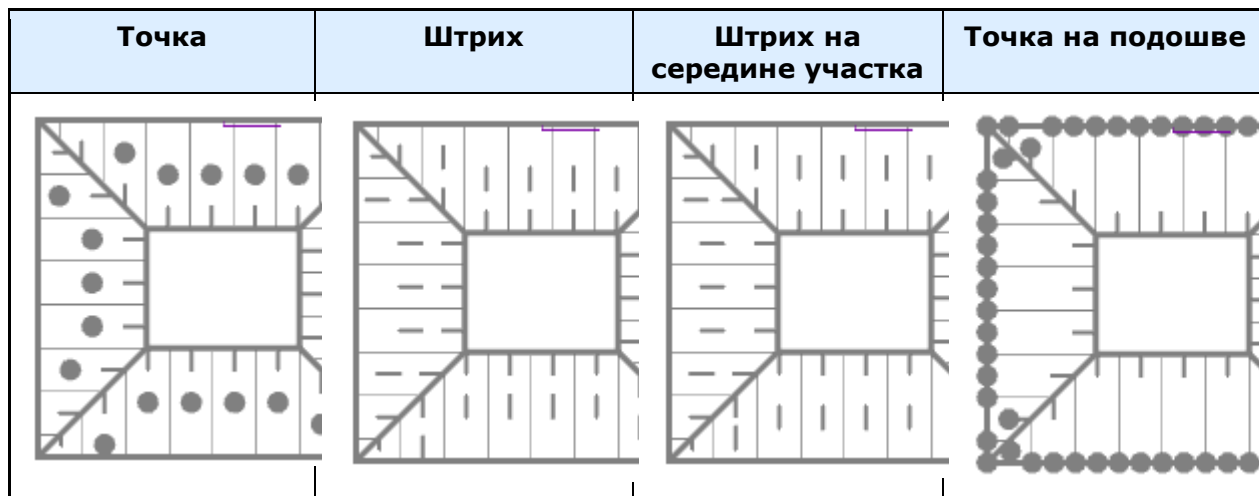 Точка
Штрих
Штрих на
середине участка
Точка на подошве